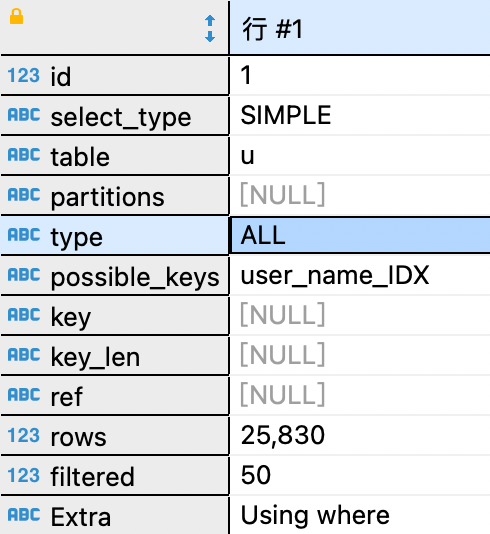 行 #1
123 id 1
ABC select_type SIMPLE
ABC table u
ABC partitions [NULL]
ABC type ALL
ABC possible_keys user_name_IDX
ABC key [NULL]
ABC key_len [NULL]
ABC ref [NULL]
123 rows 25,830
123 filtered 50
ABC Extra Using where